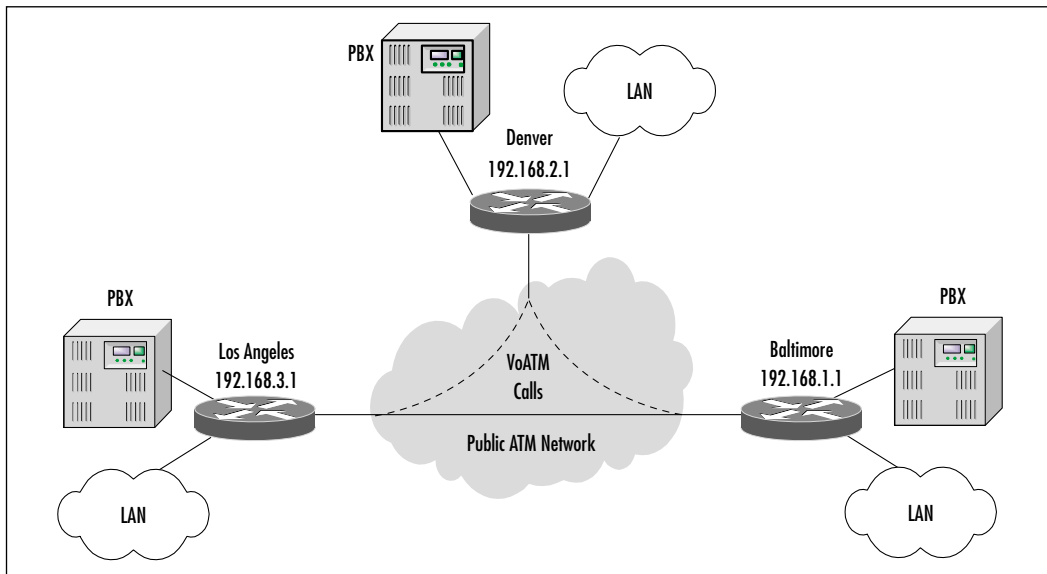 PBX
LAN
Denver
192.168.2.1
PBX
Los Angeles
192.168.3.1
VoATM
Calls
Public ATM Network
Baltimore
192.168.1.1
PBX
LAN
LAN